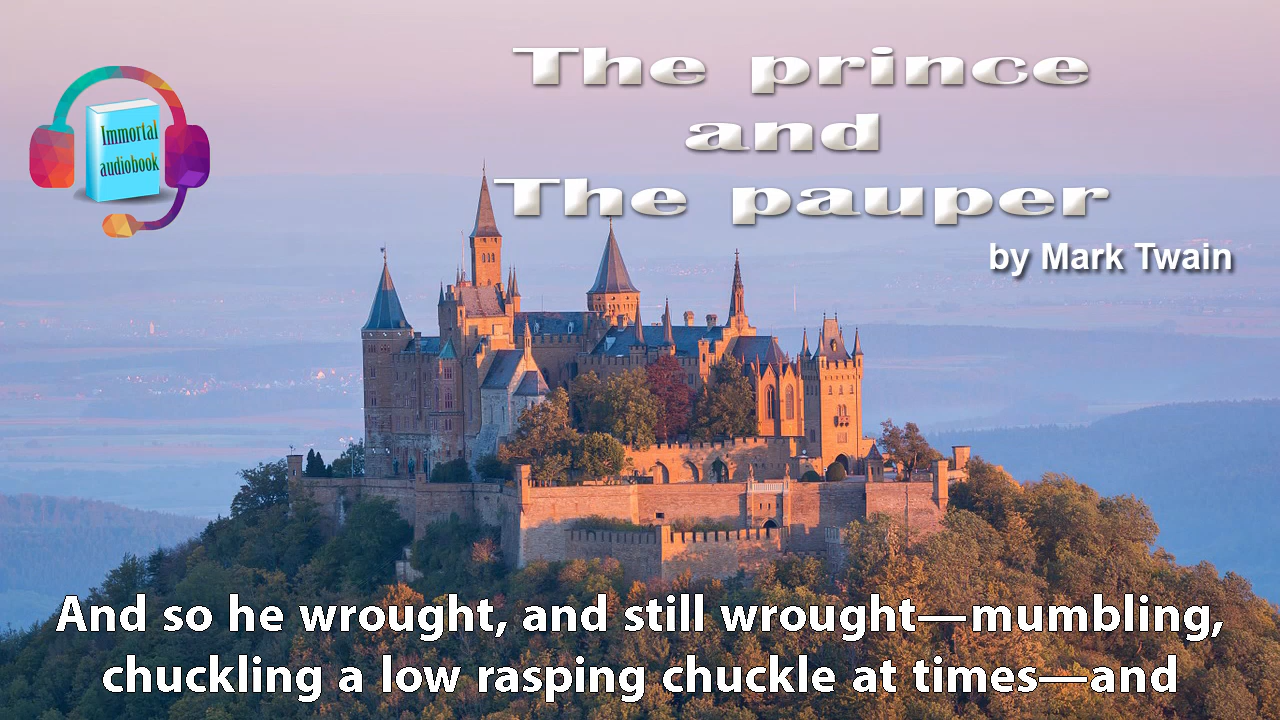 Immortal
audiobook
The prince
and
The pauper
by Mark Twain
And so he wrought, and still wrought—mumbling,
chuckling a low rasping chuckle at times—and